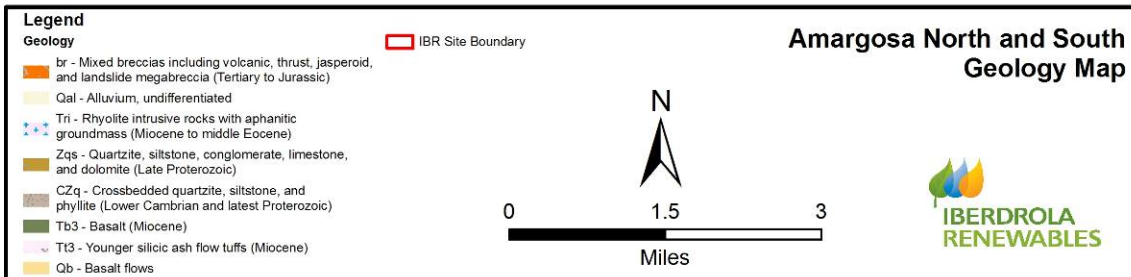 Legend
Geology
br - Mixed breccias including volcanic, thrust, jasperoid,
and landslide megabreccia (Tertiary to Jurassic)
Qal - Alluvium, undifferentiated
Tri - Rhyolite intrusive rocks with aphanitic
groundmass (Miocene to middle Eocene)
Zqs - Quartzite, siltstone, conglomerate, limestone,
and dolomite (Late Proterozoic)
CZq - Crossbedded quartzite, siltstone, and
phyllite (Lower Cambrian and latest Proterozoic)
Tb3 - Basalt (Miocene)
Tt3 - Younger silicic ash flow tuffs (Miocene)
Qb - Basalt flows
IBR Site Boundary
N
0 1.5 3
Miles
Amargosa North and South
Geology Map
IBERDROLA
RENEWABLES